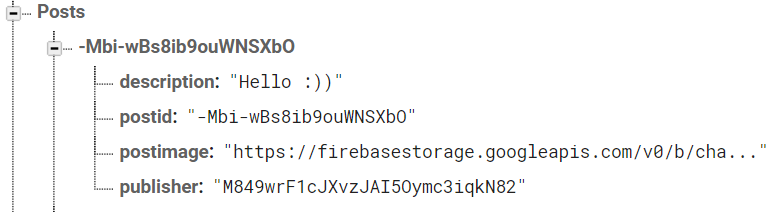 Posts
-Mbi-wBs8ib9ouWNSXbO
description: "Hello :))"
postid: "-Mbi-wBs8ib9ouWNSXbO"
postimage: "https://firebasestorage.googleapis.com/v0/b/cha..."
publisher: "M849wrF1cJXvzJAI5Oymc3iqkN82"